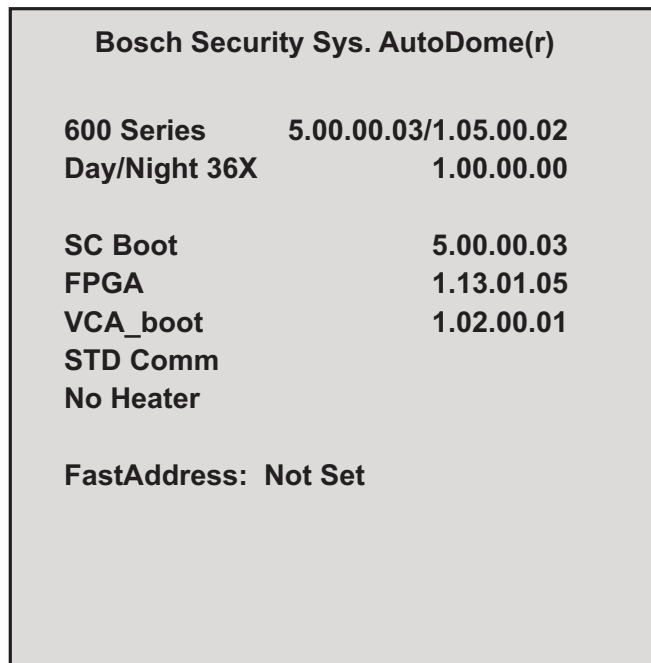 Bosch Security Sys. AutoDome(r)
600 Series 5.00.00.03/1.05.00.02
Day/Night 36X 1.00.00.00
SC Boot 5.00.00.03
FPGA 1.13.01.05
VCA_boot 1.02.00.01
STD Comm
No Heater
FastAddress: Not Set